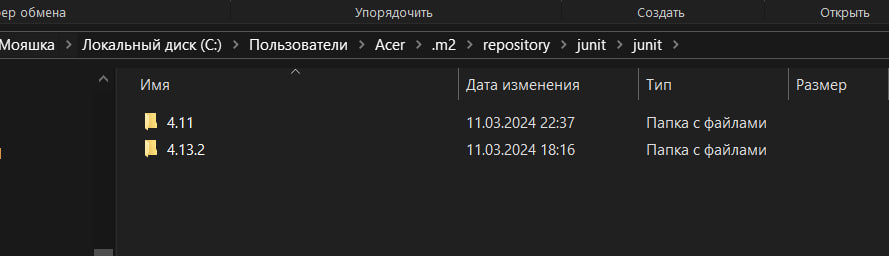 ер обмена Упорядочить Создать Открыть
Мояшка > Локальный диск (C:) > Пользователи > Acer > .m2 > repository > junit > junit >
Имя Дата изменения Тип Размер
4.11 11.03.2024 22:37 Папка с файлами
4.13.2 11.03.2024 18:16 Папка с файлами